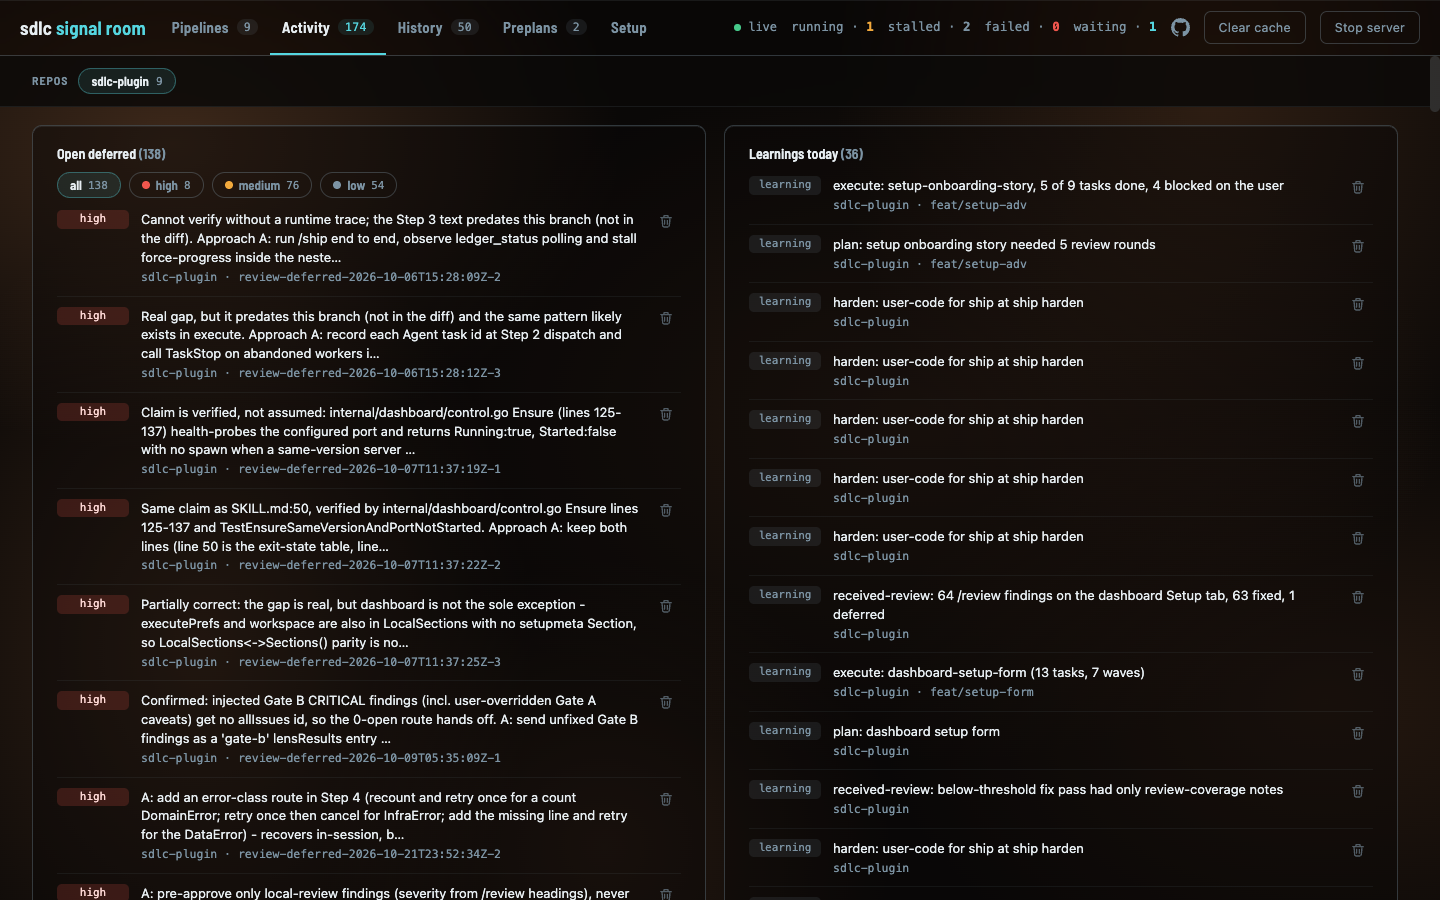 sdlc signal room Pipelines 9 Activity 174 History 50 Preplans 2 Setup live running · 1 stalled · 2 failed · 0 waiting · 1 Clear cache Stop server
REPOS sdlc-plugin 9
Open deferred (138)
all 138 high 8 medium 76 low 54
high Cannot verify without a runtime trace; the Step 3 text predates this branch (not in
the diff). Approach A: run /ship end to end, observe ledger_status polling and stall
force-progress inside the neste...
sdlc-plugin · review-deferred-2026-10-06T15:28:09Z-2
high Real gap, but it predates this branch (not in the diff) and the same pattern likely
exists in execute. Approach A: record each Agent task id at Step 2 dispatch and
call TaskStop on abandoned workers i...
sdlc-plugin · review-deferred-2026-10-06T15:28:12Z-3
high Claim is verified, not assumed: internal/dashboard/control.go Ensure (lines 125-
137) health-probes the configured port and returns Running:true, Started:false
with no spawn when a same-version server ...
sdlc-plugin · review-deferred-2026-10-07T11:37:19Z-1
high Same claim as SKILL.md:50, verified by internal/dashboard/control.go Ensure lines
125-137 and TestEnsureSameVersionAndPortNotStarted. Approach A: keep both
lines (line 50 is the exit-state table, line...
sdlc-plugin · review-deferred-2026-10-07T11:37:22Z-2
high Partially correct: the gap is real, but dashboard is not the sole exception -
executePrefs and workspace are also in LocalSections with no setupmeta Section,
so LocalSections<->Sections() parity is no...
sdlc-plugin · review-deferred-2026-10-07T11:37:25Z-3
high Confirmed: injected Gate B CRITICAL findings (incl. user-overridden Gate A
caveats) get no allIssues id, so the 0-open route hands off. A: send unfixed Gate B
findings as a 'gate-b' lensResults entry ...
sdlc-plugin · review-deferred-2026-10-09T05:35:09Z-1
high A: add an error-class route in Step 4 (recount and retry once for a count
DomainError; retry once then cancel for InfraError; add the missing line and retry
for the DataError) - recovers in-session, b...
sdlc-plugin · review-deferred-2026-10-21T23:52:34Z-2
high A: pre-approve only local-review findings (severity from /review headings), never
Learnings today (36)
learning execute: setup-onboarding-story, 5 of 9 tasks done, 4 blocked on the user
sdlc-plugin · feat/setup-adv
learning plan: setup onboarding story needed 5 review rounds
sdlc-plugin · feat/setup-adv
learning harden: user-code for ship at ship harden
sdlc-plugin
learning harden: user-code for ship at ship harden
sdlc-plugin
learning harden: user-code for ship at ship harden
sdlc-plugin
learning harden: user-code for ship at ship harden
sdlc-plugin
learning harden: user-code for ship at ship harden
sdlc-plugin
learning received-review: 64 /review findings on the dashboard Setup tab, 63 fixed, 1
deferred
sdlc-plugin
learning execute: dashboard-setup-form (13 tasks, 7 waves)
sdlc-plugin · feat/setup-form
learning plan: dashboard setup form
sdlc-plugin
learning received-review: below-threshold fix pass had only review-coverage notes
sdlc-plugin
learning harden: user-code for ship at ship harden
sdlc-plugin